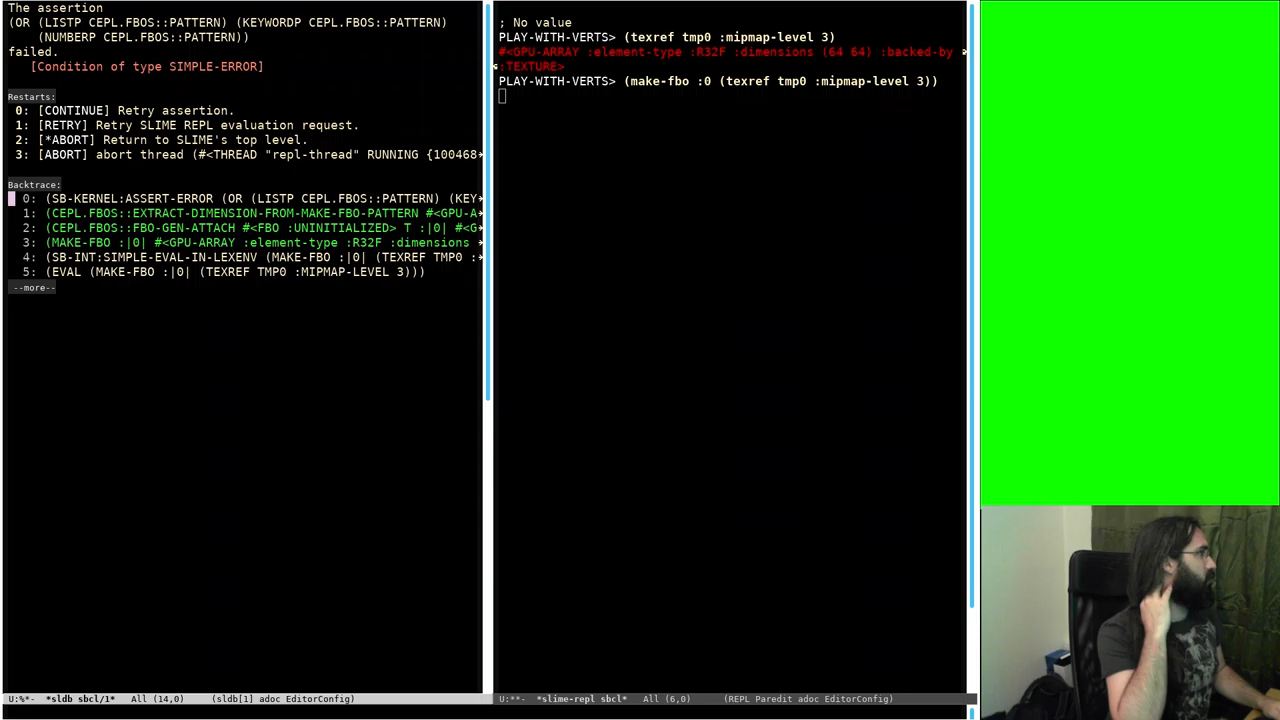 The assertion
(OR (LISTP CEPL.FBOS::PATTERN) (KEYWORDP CEPL.FBOS::PATTERN)
(NUMBERP CEPL.FBOS::PATTERN))
failed.
[Condition of type SIMPLE-ERROR]
Restarts:
0: [CONTINUE] Retry assertion.
1: [RETRY] Retry SLIME REPL evaluation request.
2: [*ABORT] Return to SLIME's top level.
3: [ABORT] abort thread (#<THREAD "repl-thread" RUNNING {100468
Backtrace:
0: (SB-KERNEL:ASSERT-ERROR (OR (LISTP CEPL.FBOS::PATTERN) (KEY
1: (CEPL.FBOS::EXTRACT-DIMENSION-FROM-MAKE-FBO-PATTERN #<GPU-A
2: (CEPL.FBOS::FBO-GEN-ATTACH #<FBO :UNINITIALIZED> T :|0| #<G
3: (MAKE-FBO :|0| #<GPU-ARRAY :element-type :R32F :dimensions
4: (SB-INT:SIMPLE-EVAL-IN-LEXENV (MAKE-FBO :|0| (TEXREF TMP0 :
5: (EVAL (MAKE-FBO :|0| (TEXREF TMP0 :MIPMAP-LEVEL 3)))
--more--
U:%*-  *sldb sbcl/1*   All (14,0)    (sldb[1] adoc EditorConfig)
; No value
PLAY-WITH-VERTS> (texref tmp0 :mipmap-level 3)
#<GPU-ARRAY :element-type :R32F :dimensions (64 64) :backed-by
:TEXTURE>
PLAY-WITH-VERTS> (make-fbo :0 (texref tmp0 :mipmap-level 3))
U:**-  *slime-repl sbcl*   All (6,0)    (REPL Paredit adoc EditorConfig)